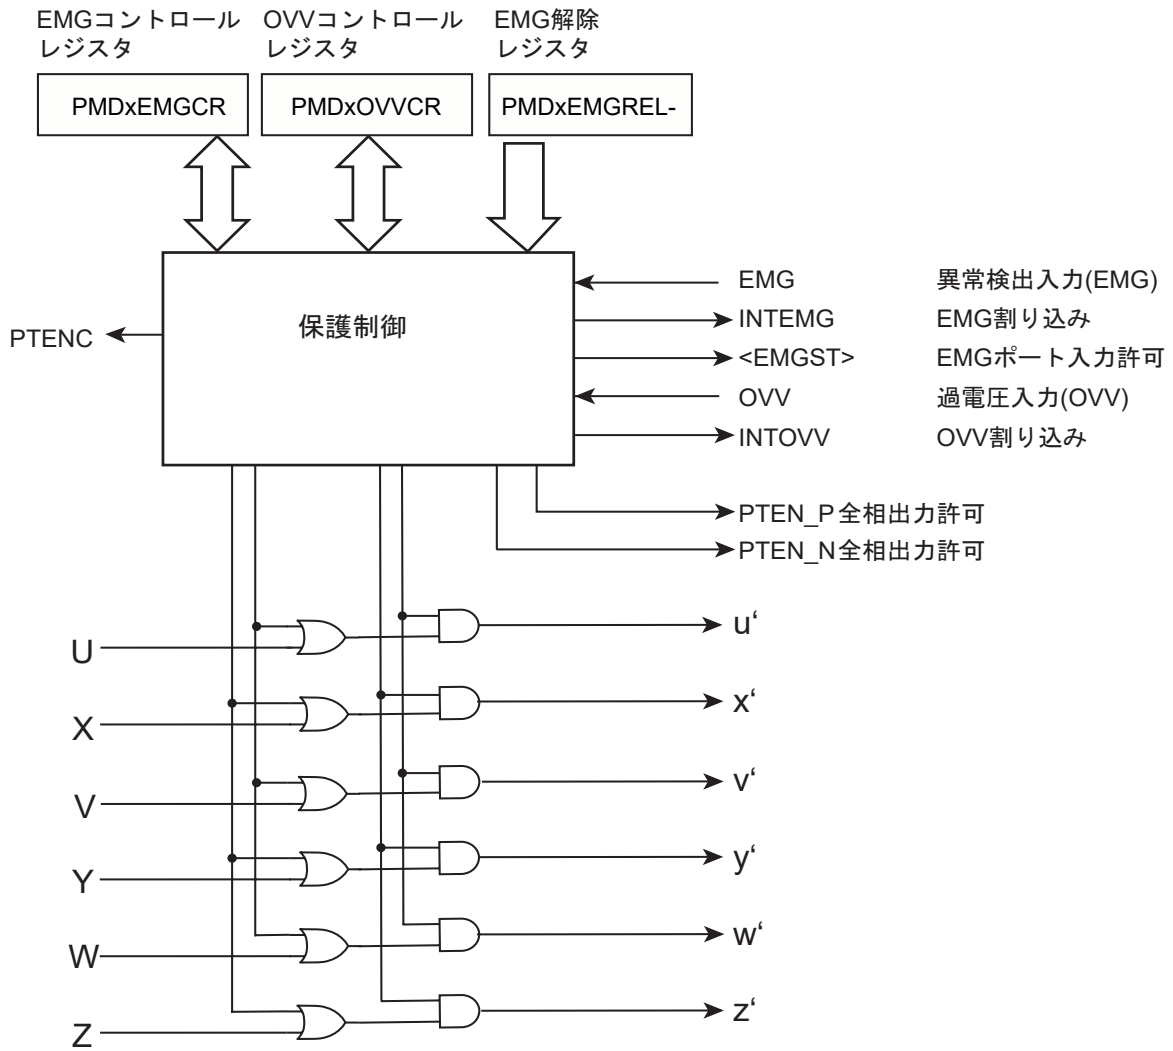 EMGコントロール
レジスタ
OVVコントロール
レジスタ
EMG解除
レジスタ
PMDxEMGCR
PMDxOVVCR
PMDxEMGREL-
保護制御
PTENC
EMG 異常検出入力(EMG)
INTEMG EMG割り込み
<EMGST> EMGポート入力許可
OVV 過電圧入力(OVV)
INTOVV OVV割り込み
PTEN_P全相出力許可
PTEN_N全相出力許可
U u‘
X x‘
V v‘
Y y‘
W w‘
Z z‘